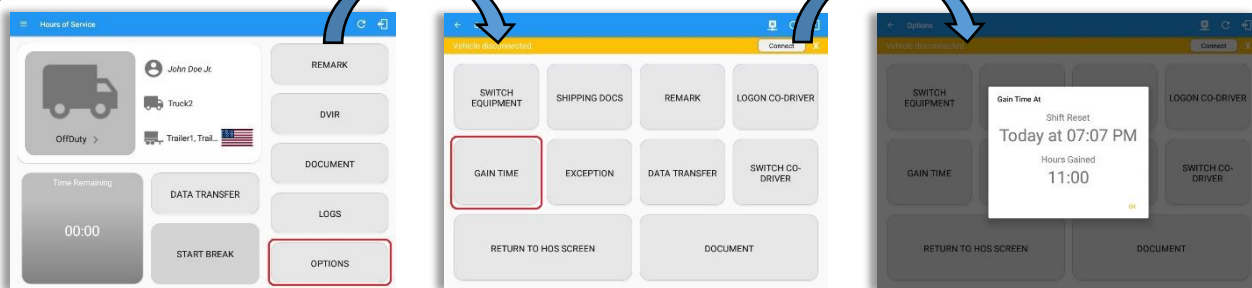 Hours of Service
John Doe Jr.
Truck2
OffDuty >
Trailer1, Trail...
REMARK
DVIR
DOCUMENT
LOGS
OPTIONS
Time Remaining
00:00
DATA TRANSFER
START BREAK
Vehicle disconnected
Connect
X
SWITCH
EQUIPMENT
SHIPPING DOCS
REMARK
LOGON CO-DRIVER
GAIN TIME
EXCEPTION
DATA TRANSFER
SWITCH CO-
DRIVER
RETURN TO HOS SCREEN
DOCUMENT
Options
Vehicle disconnected
Connect
X
SWITCH
EQUIPMENT
LOGON CO-DRIVER
GAIN TIME
SWITCH CO-
DRIVER
RETURN TO HOS SCREEN
DOCUMENT
Gain Time At
Shift Reset
Today at 07:07 PM
Hours Gained
11:00
OK